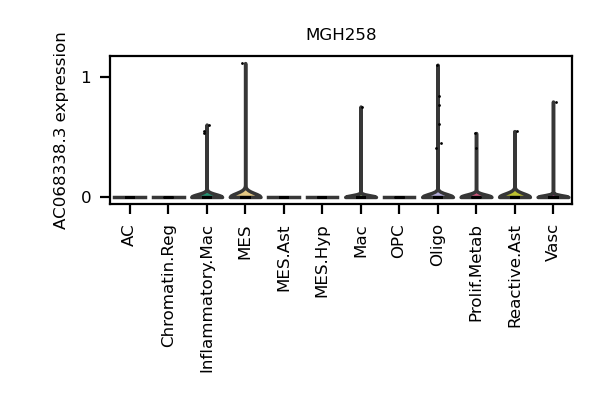 MGH258
AC068338.3 expression
1
0
AC
Chromatin.Reg
Inflammatory.Mac
MES
MES.Ast
MES.Hyp
Mac
OPC
Oligo
Prolif.Metab
Reactive.Ast
Vasc